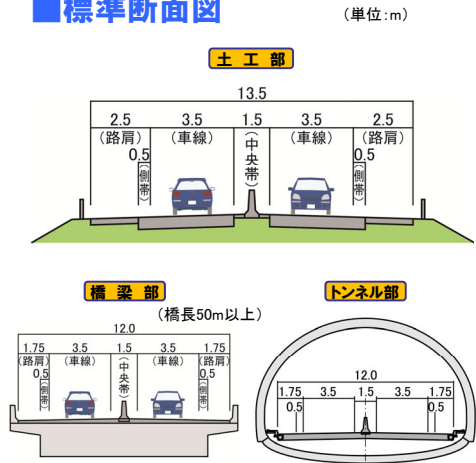 ■標準断面図
（単位：m）
土工部
13.5
2.5 3.5 1.5 3.5 2.5
(路肩) (車線) (中央帯) (車線) (路肩)
0.5 0.5
(側帯) (側帯)
橋梁部
（橋長50m以上）
12.0
1.75 3.5 1.5 3.5 1.75
(路肩) (車線) (中央帯) (車線) (路肩)
0.5 0.5
(側帯) (側帯)
トンネル部
12.0
1.75 3.5 1.5 3.5 1.75
0.5 0.5